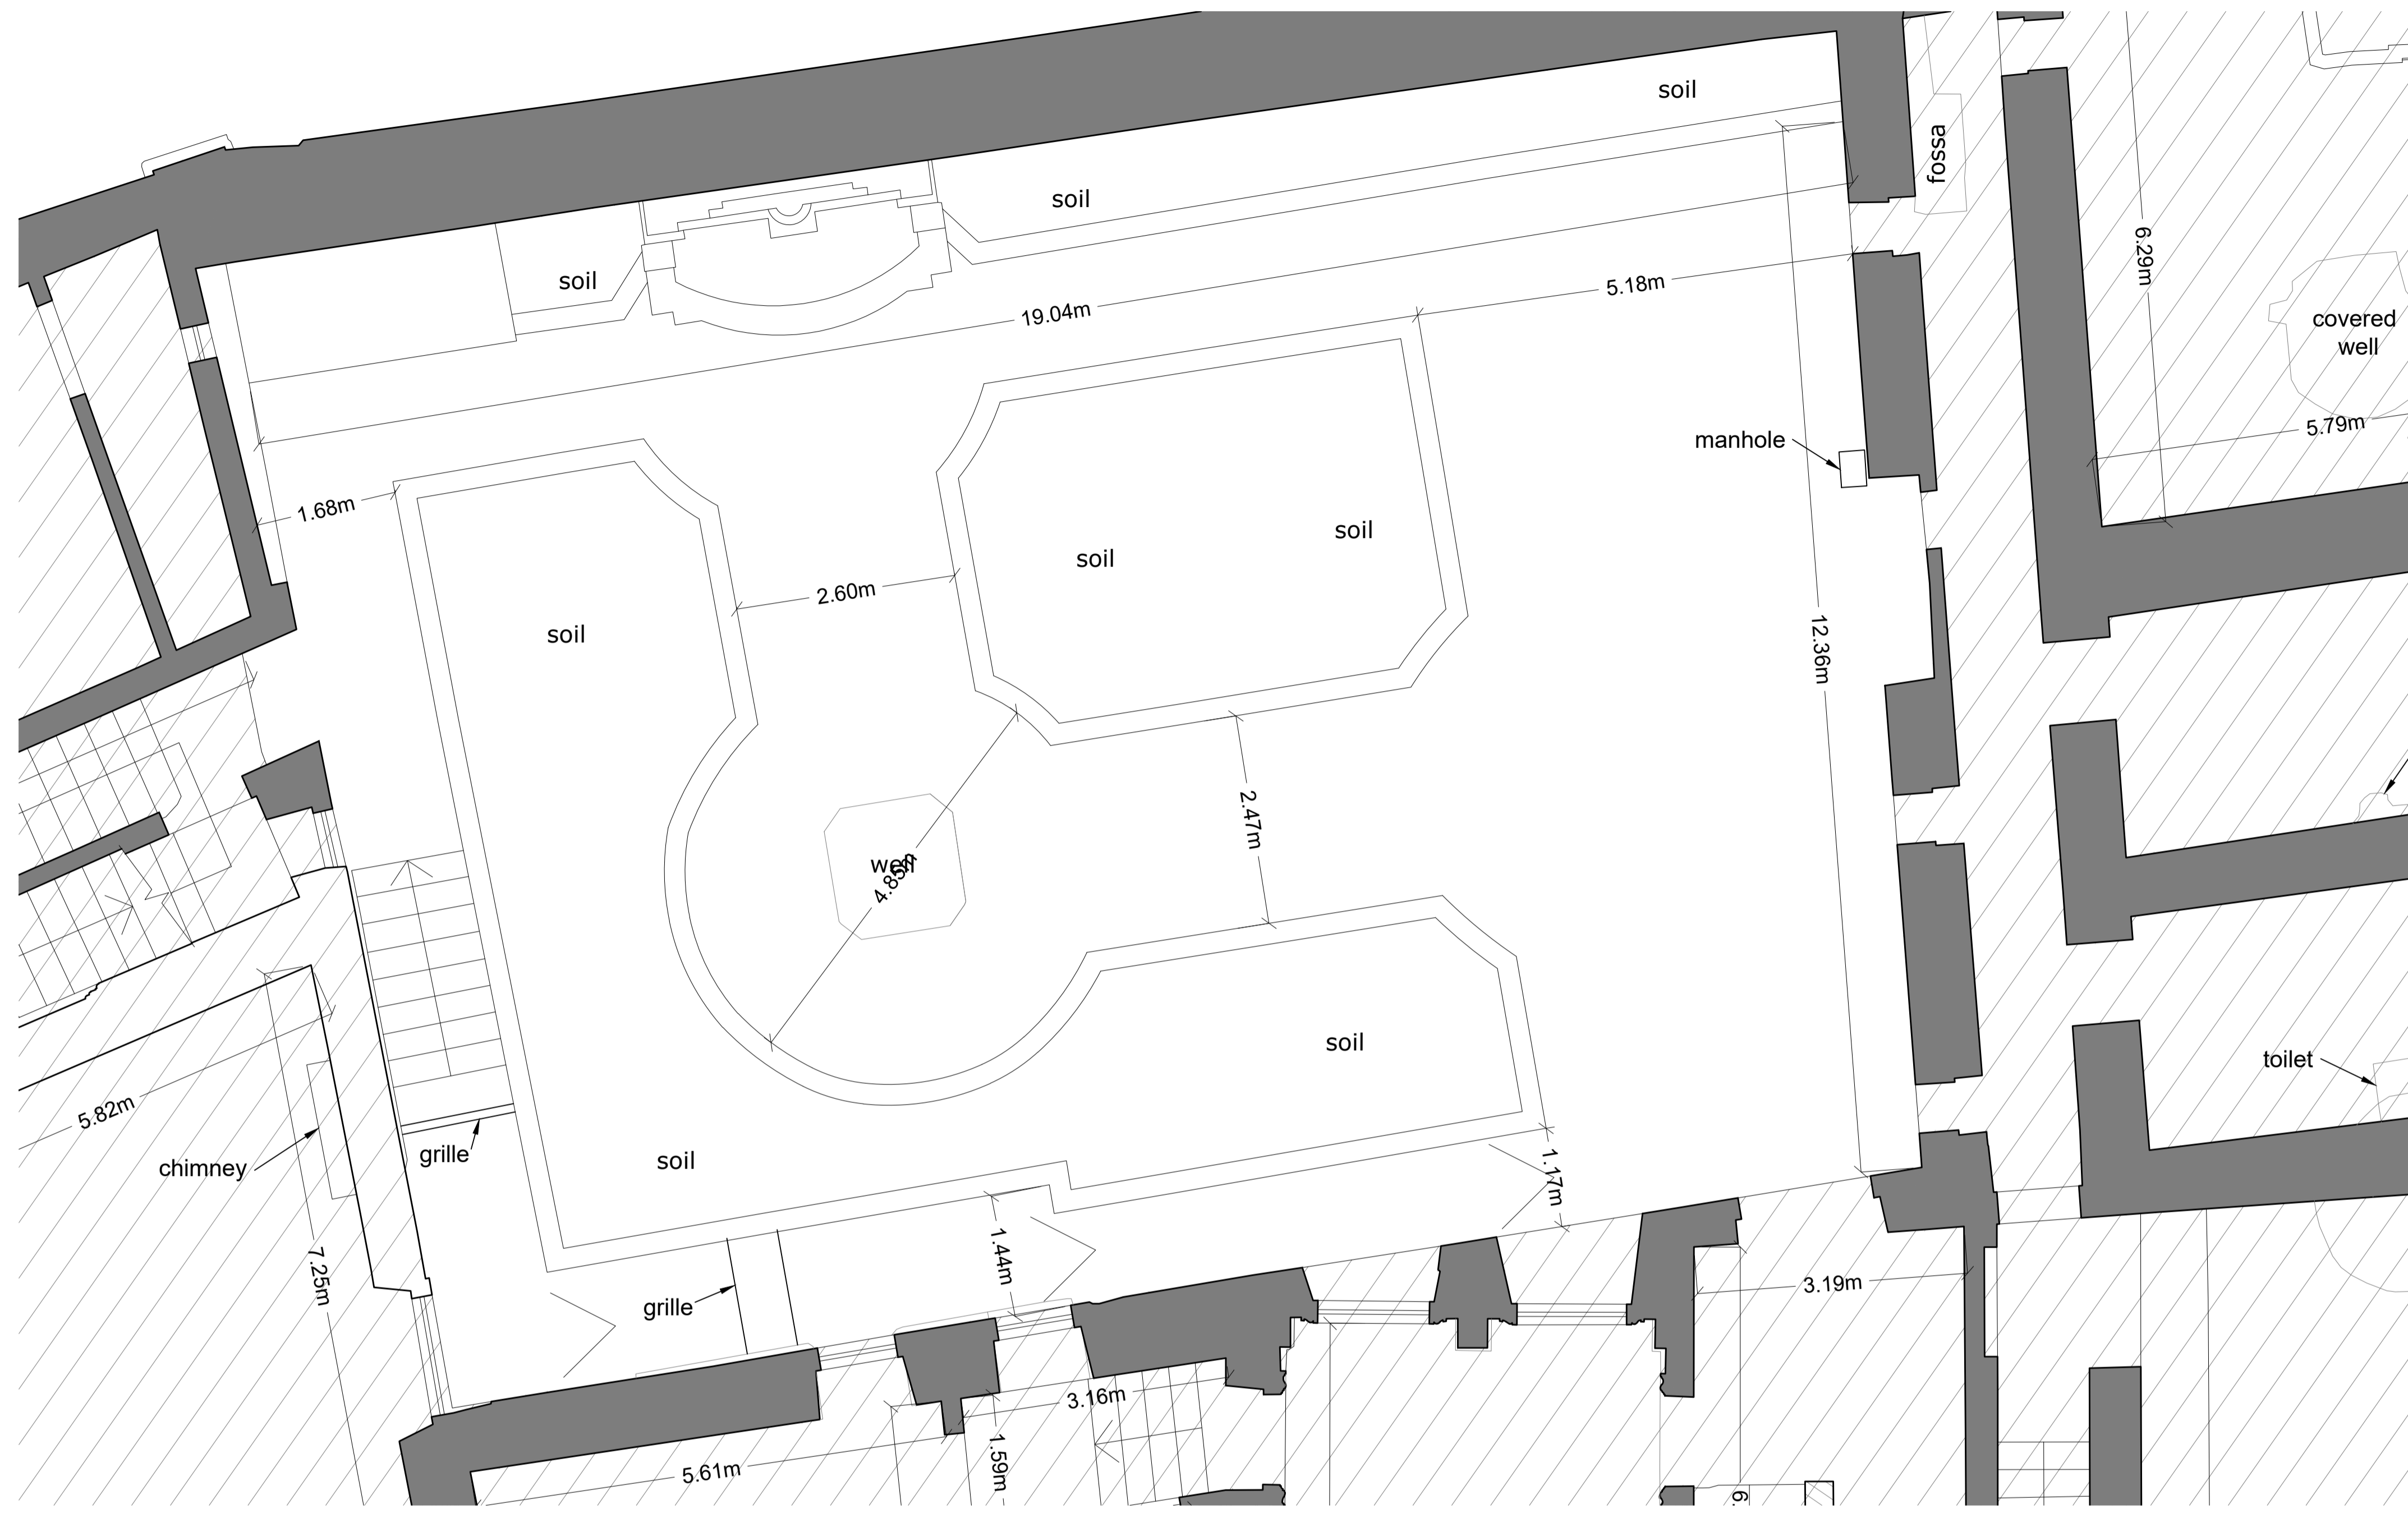 soil
fossa
soil
6.29m
soil
5.18m
19.04m
covered
well
5.79m
manhole
1.68m
soil
soil
2.60m
soil
12.36m
2.47m
well
4.85m
soil
toilet
5.82m
grille
soil
chimney
1.17m
1.44m
7.25m
3.19m
grille
3.16m
1.59m
5.61m
6.